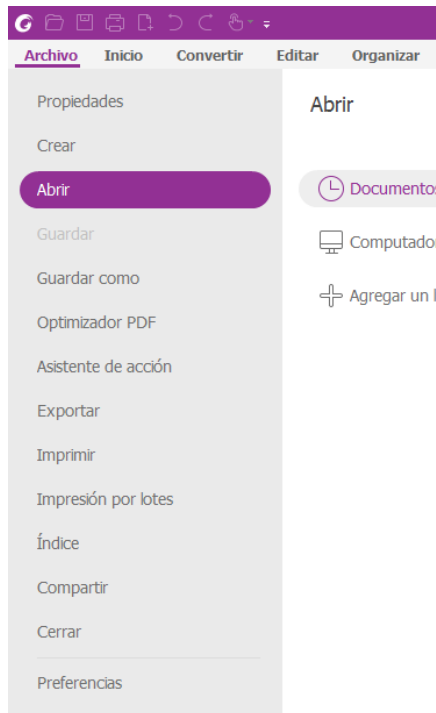 Archivo Inicio Convertir Editar Organizar
Propiedades
Crear
Abrir
Guardar
Guardar como
Optimizador PDF
Asistente de acción
Exportar
Imprimir
Impresión por lotes
Índice
Compartir
Cerrar
Preferencias
Abrir
Documentos
Computador
Agregar un